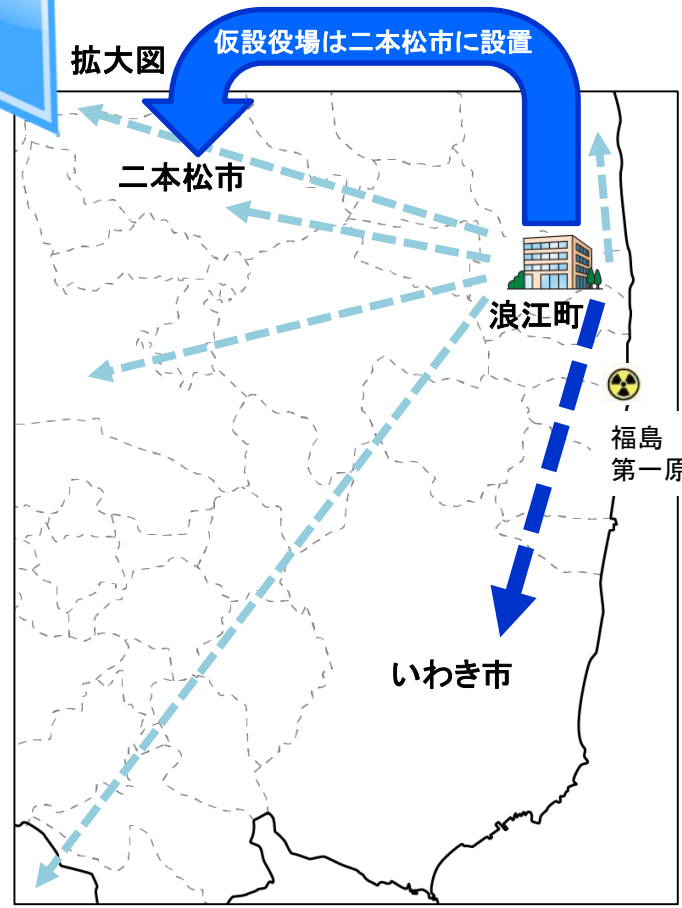 仮設役場は二本松市に設置
拡大図
二本松市
浪江町
福島
第一原
いわき市